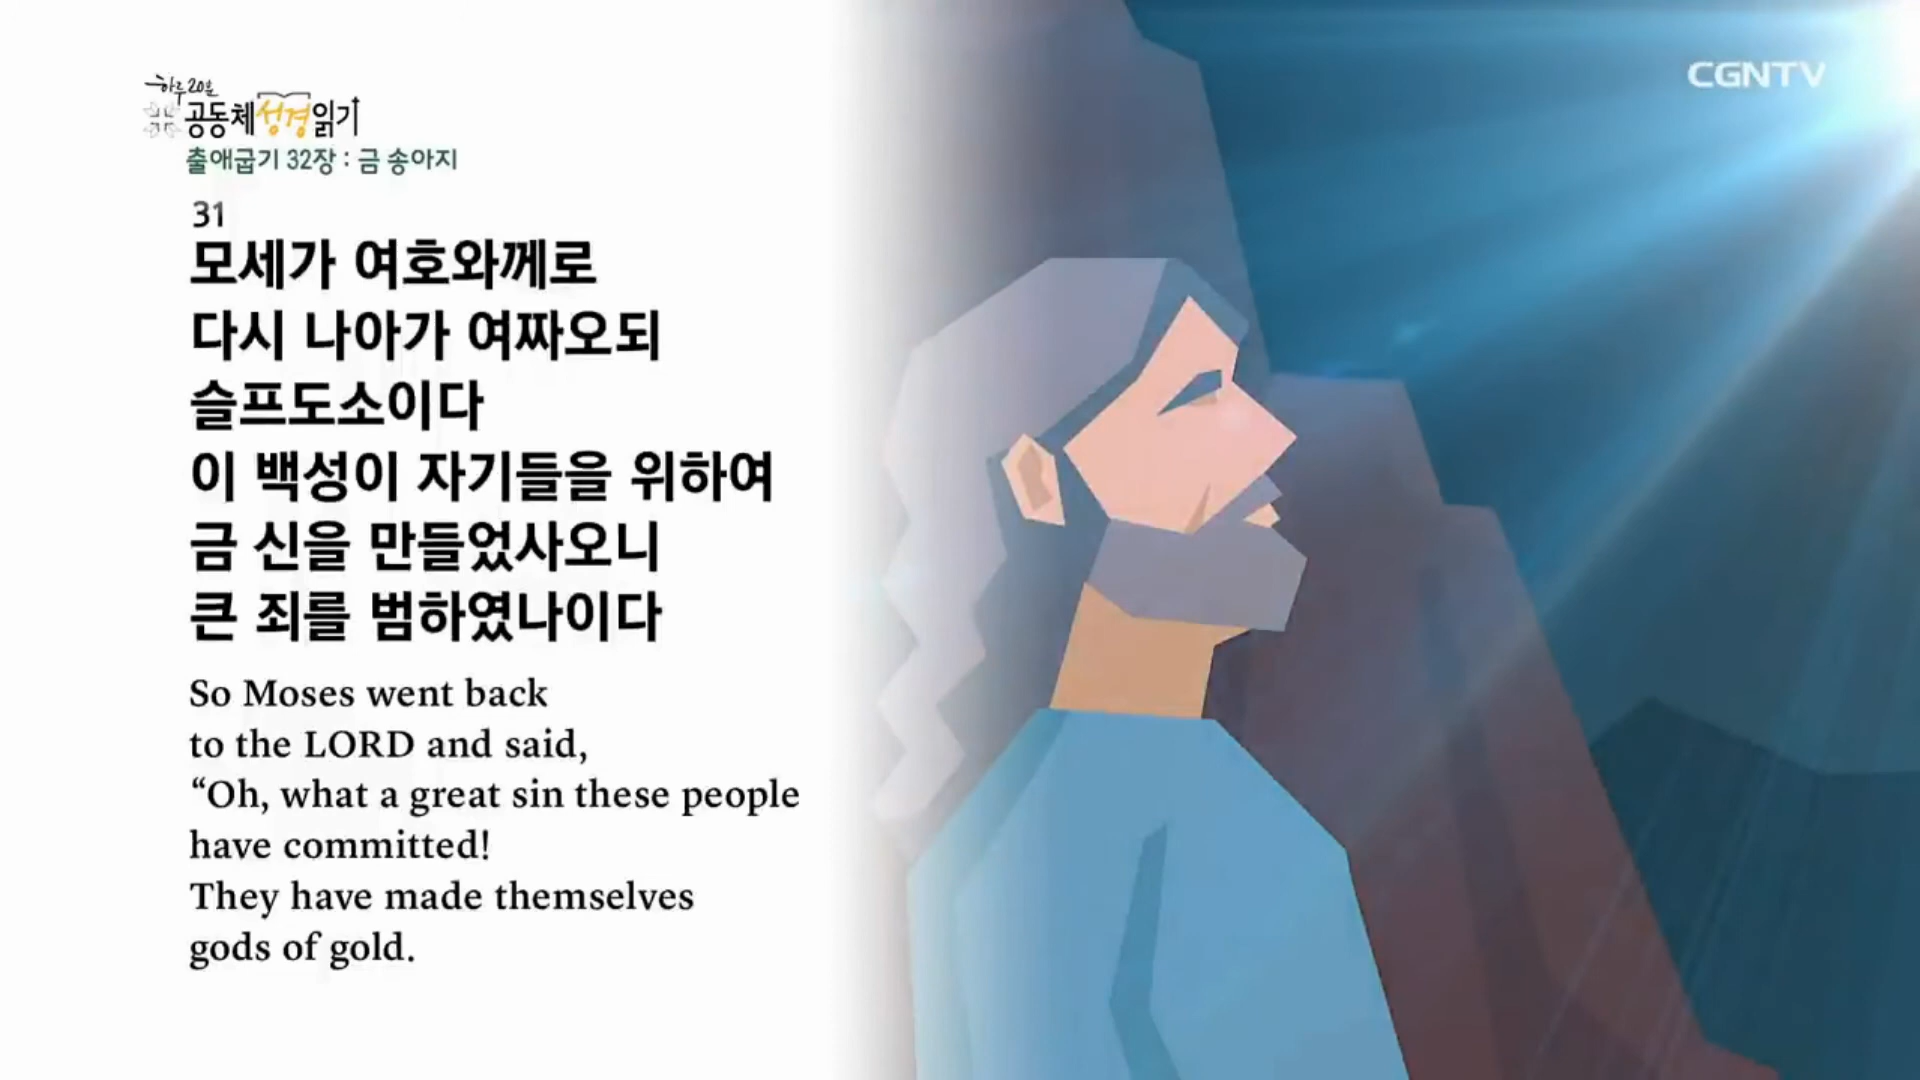 하루 20분
공동체성경읽기
출애굽기 32장 : 금 송아지
31
모세가 여호와께로
다시 나아가 여짜오되
슬프도소이다
이 백성이 자기들을 위하여
금 신을 만들었사오니
큰 죄를 범하였나이다
So Moses went back
to the LORD and said,
“Oh, what a great sin these people
have committed!
They have made themselves
gods of gold.
CGNTV